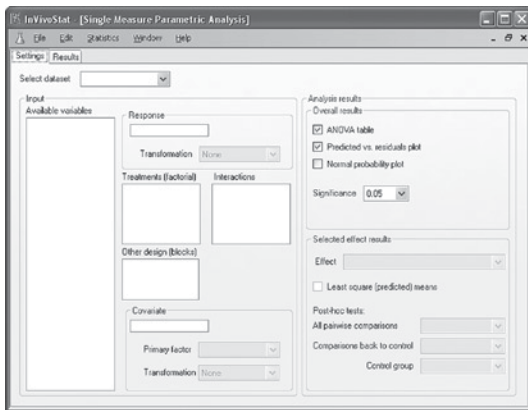 InVivoStat - [Single Measure Parametric Analysis]
File Edit Statistics Window Help
Settings Results
Select dataset
Input
Available variables
Response
Transformation None
Treatments (factorial) Interactions
Other design (blocks)
Covariate
Primary factor
Transformation None
Analysis results
Overall results
ANOVA table
Predicted vs. residuals plot
Normal probability plot
Significance 0.05
Selected effect results
Effect
Least square (predicted) means
Post-hoc tests:
All pairwise comparisons
Comparisons back to control
Control group